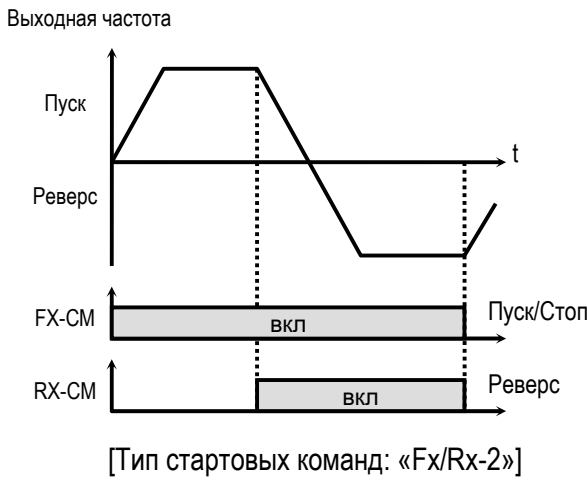 Выходная частота
Пуск
t
Реверс
FX-CM
вкл
Пуск/Стоп
RX-CM
вкл
Реверс
[Тип стартовых команд: «Fx/Rx-2»]